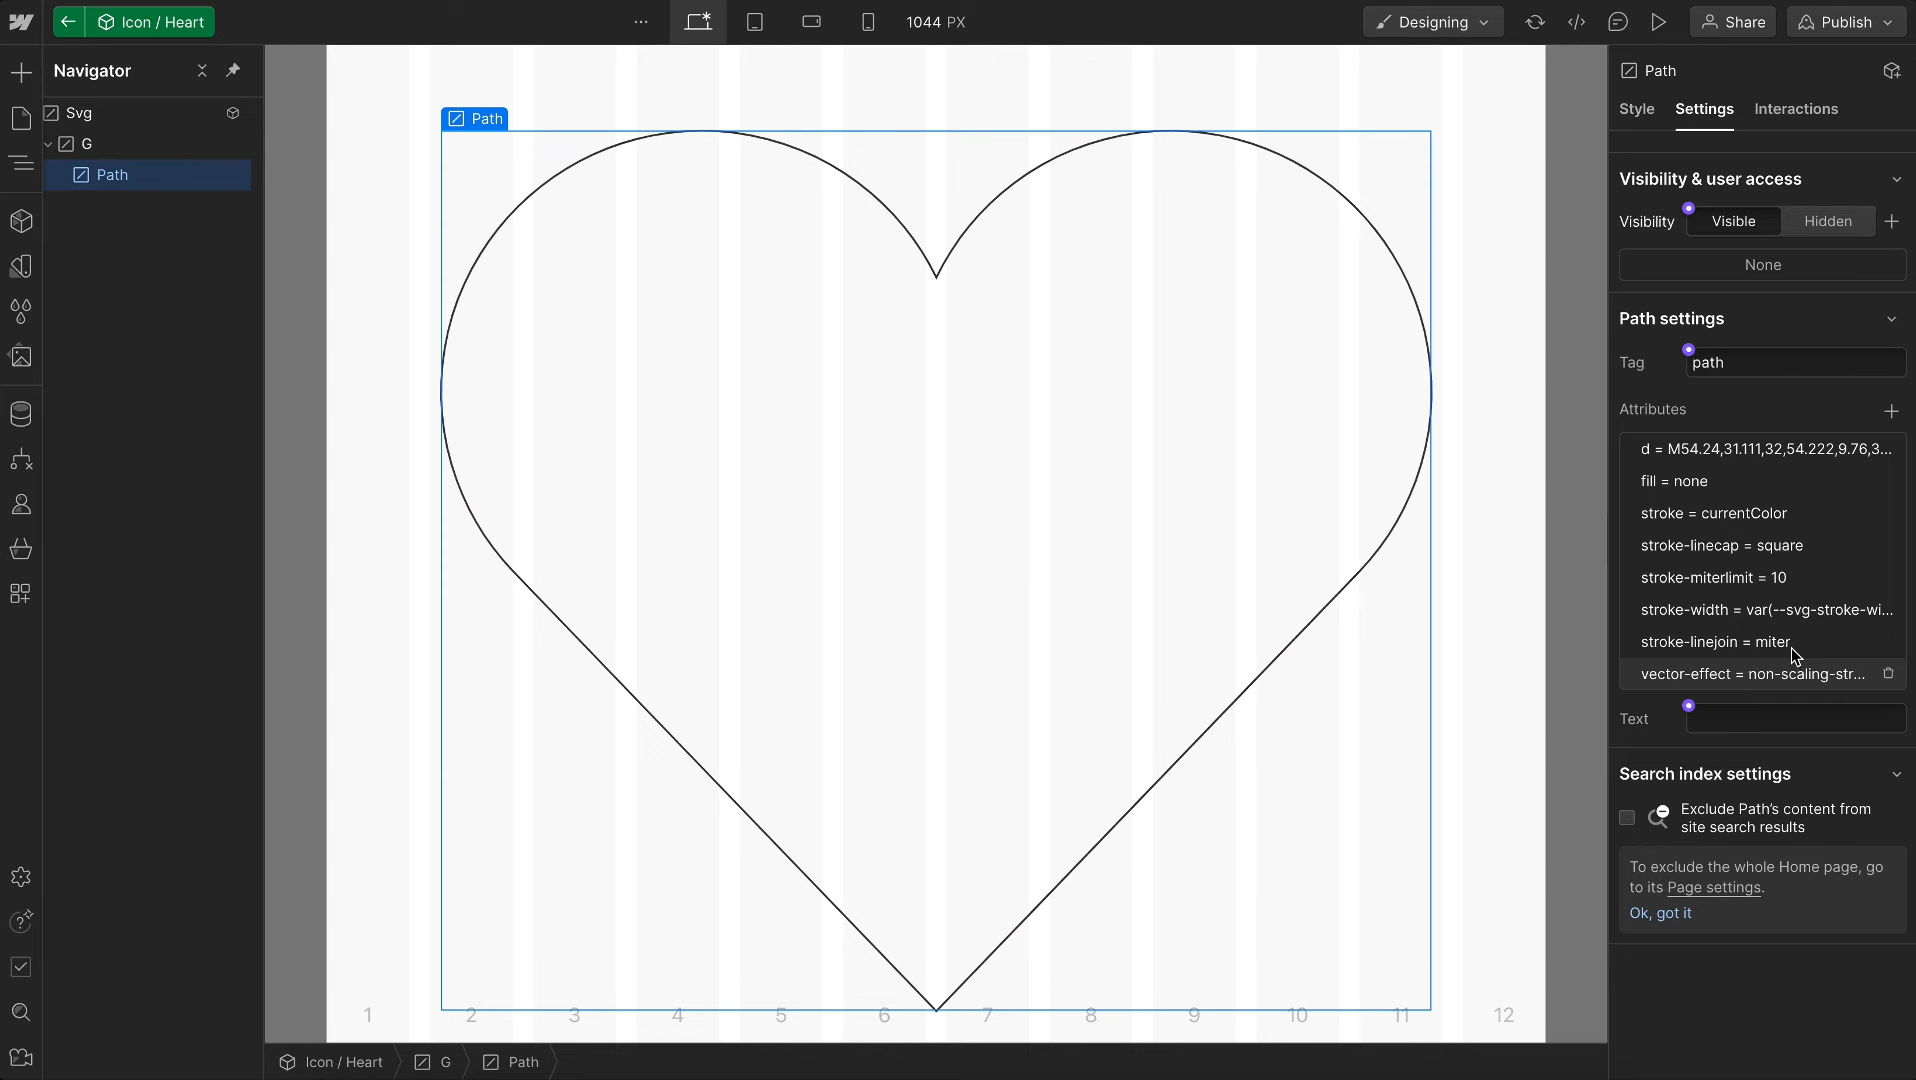 Icon / Heart
1044 PX
Designing
Share
Publish
Navigator
Svg
G
Path
Path
1
2
3
4
5
6
7
8
9
10
11
12
Icon / Heart
G
Path
Path
Style
Settings
Interactions
Visibility & user access
Visibility
Visible
Hidden
None
Path settings
Tag
path
Attributes
d = M54.24,31.111,32,54.222,9.76,3...
fill = none
stroke = currentColor
stroke-linecap = square
stroke-miterlimit = 10
stroke-width = var(--svg-stroke-wi...
stroke-linejoin = miter
vector-effect = non-scaling-str...
Text
Search index settings
Exclude Path's content from
site search results
To exclude the whole Home page, go
to its Page settings.
Ok, got it